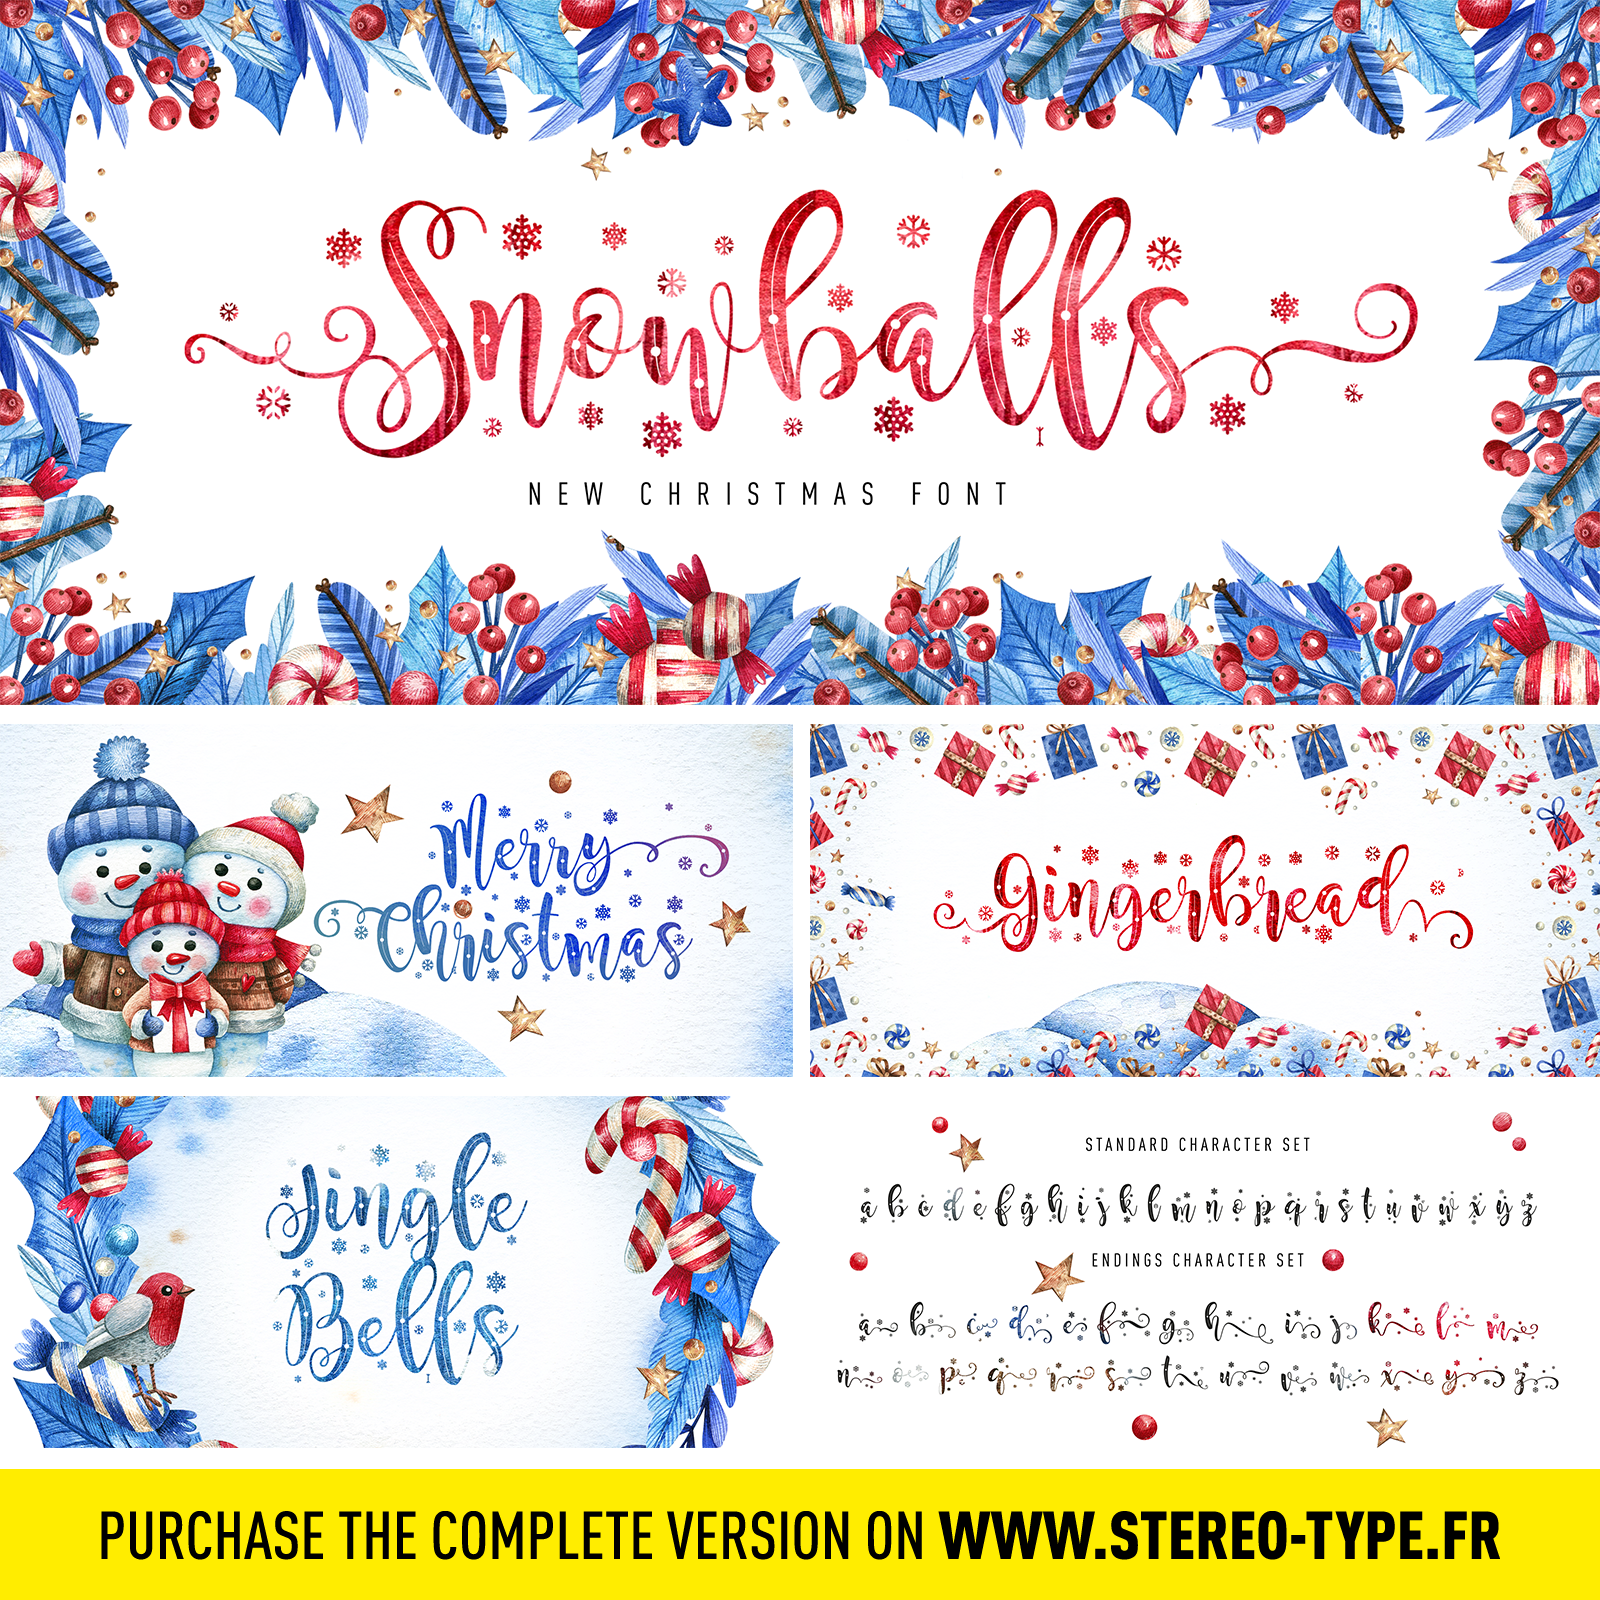 Snowballs
NEW CHRISTMAS FONT
Merry
Christmas
gingerbread
Jingle
Bells
STANDARD CHARACTER SET
a b c d e f g h i j k l m n o p q r s t u v w x y z
ENDINGS CHARACTER SET
a b c d e f g h i j k l m
n o p q r s t u v w x y z
PURCHASE THE COMPLETE VERSION ON WWW.STEREO-TYPE.FR